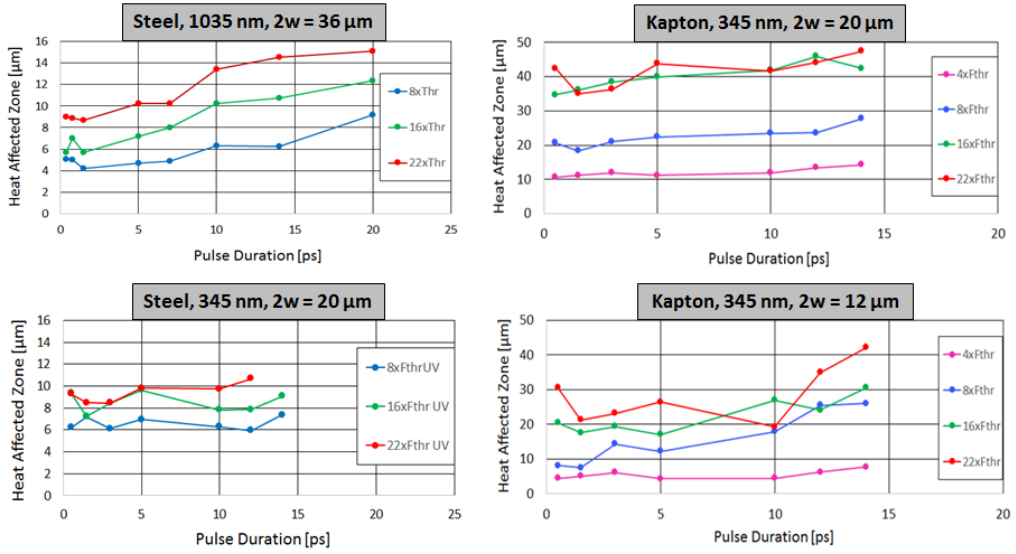 Steel, 1035 nm, 2w = 36 µm
Heat Affected Zone [µm]
16
14
12
10
8
6
4
2
0
0 5 10 15 20 25
Pulse Duration [ps]
8xThr
16xThr
22xThr
Kapton, 345 nm, 2w = 20 µm
Heat Affected Zone [µm]
50
40
30
20
10
0
0 5 10 15 20
Pulse Duration [ps]
4xFthr
8xFthr
16xFthr
22xFthr
Steel, 345 nm, 2w = 20 µm
Heat Affected Zone [µm]
16
14
12
10
8
6
4
2
0
0 5 10 15 20 25
Pulse Duration [ps]
8xFthrUV
16xFthr UV
22xFthr UV
Kapton, 345 nm, 2w = 12 µm
Heat Affected Zone [µm]
50
40
30
20
10
0
0 5 10 15 20
Pulse Duration [ps]
4xFthr
8xFthr
16xFthr
22xFthr